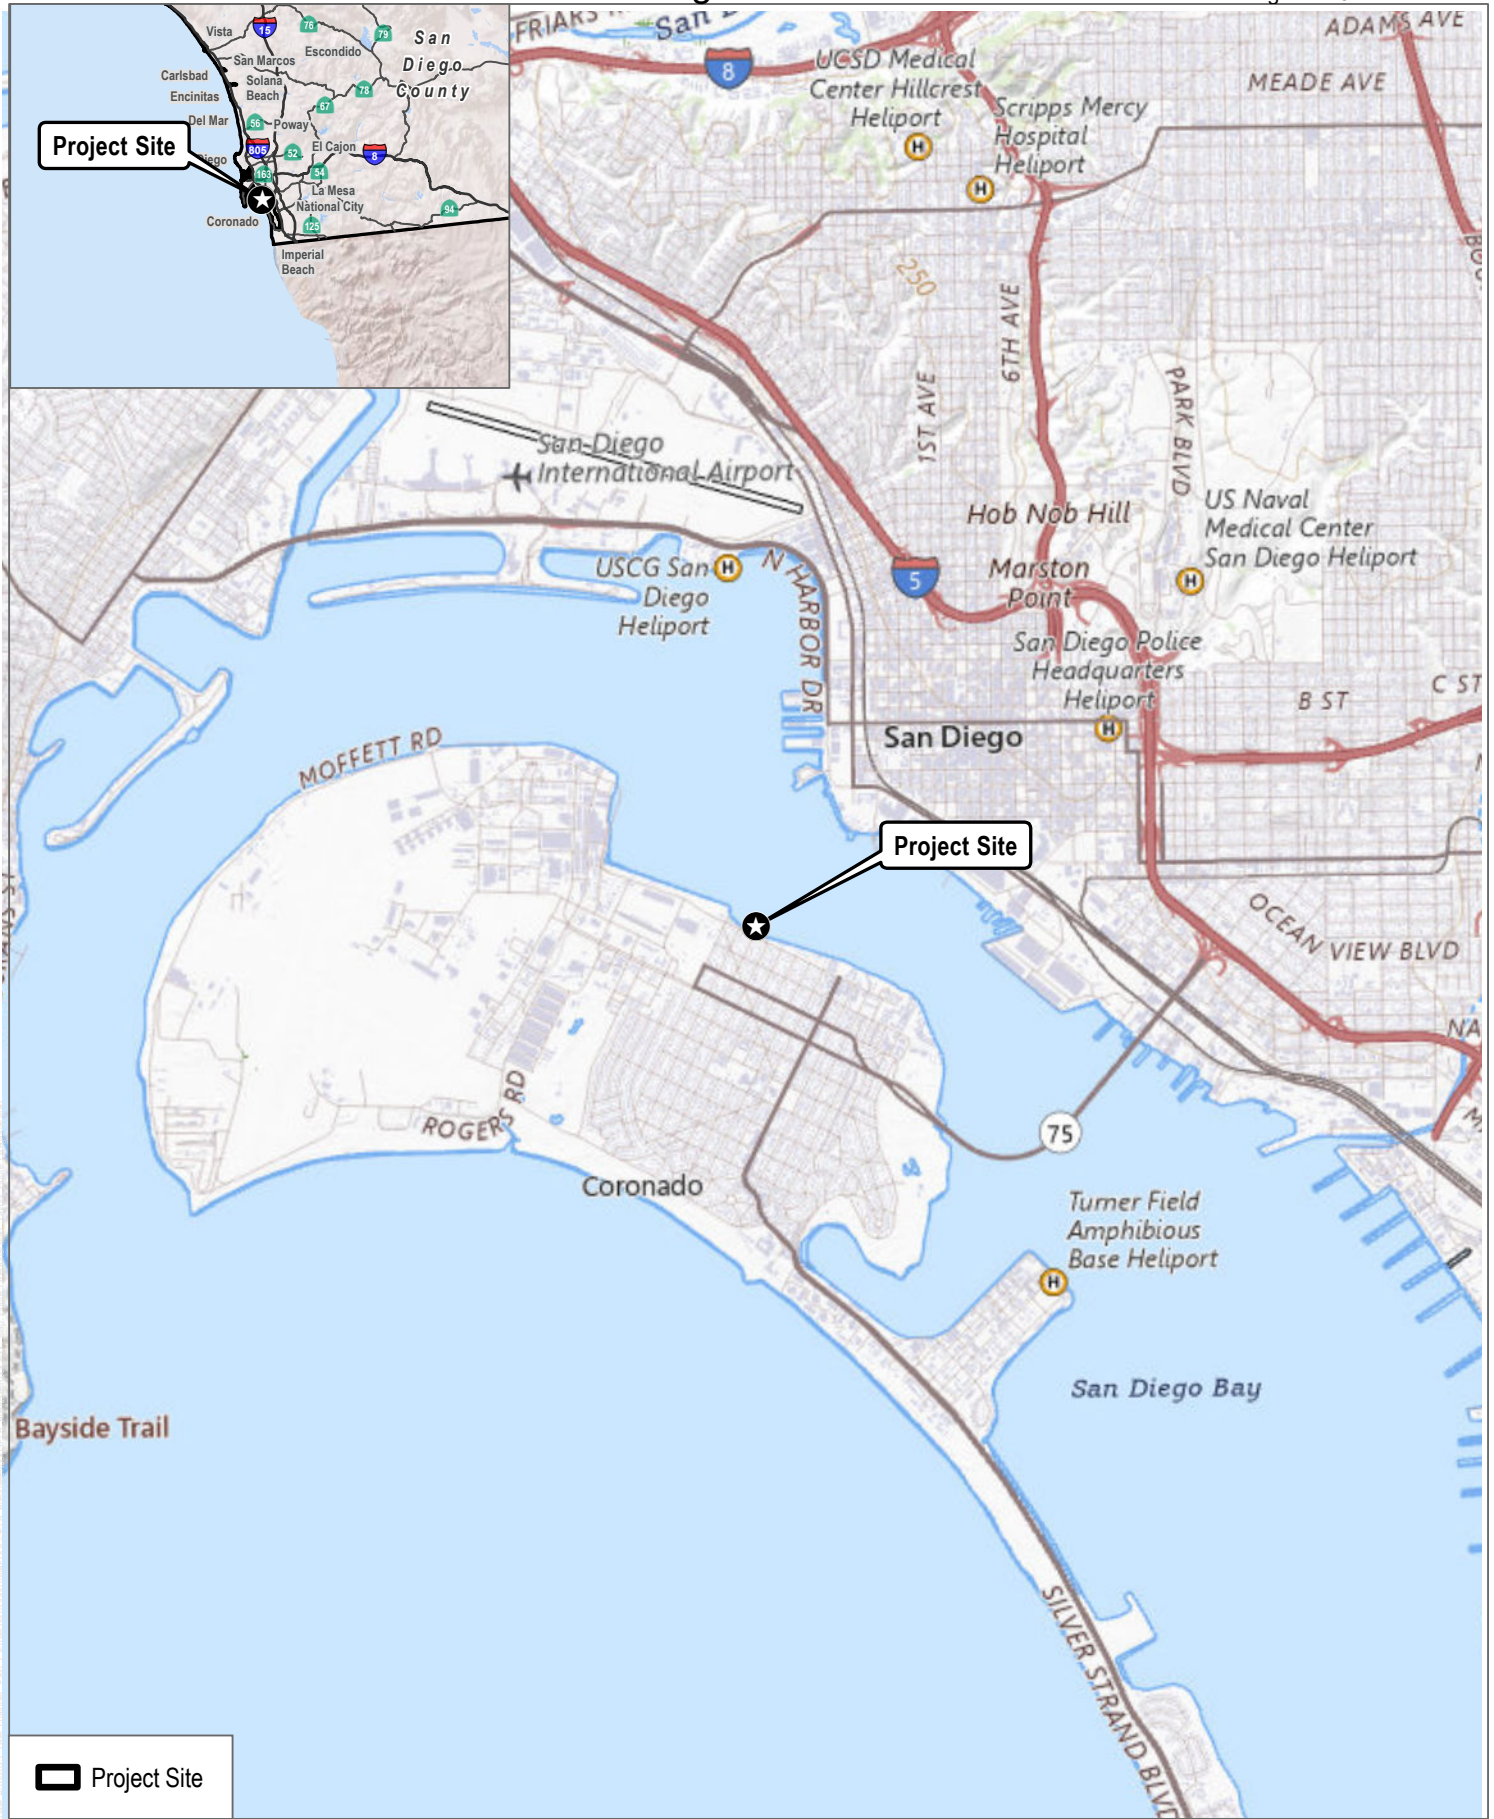 Vista
15
76
79
San
Diego
County
Escondido
San Marcos
Carlsbad
Solana
Beach
Encinitas
78
67
Del Mar
56
Poway
Project Site
805
52
El Cajon
8
Diego
163
54
La Mesa
National City
94
Coronado
125
Imperial
Beach
FRIARS
San
8
UCSD Medical
Center Hillcrest
Heliport
H
Scripps Mercy
Hospital
Heliport
H
ADAMS AVE
MEADE AVE
250
6TH AVE
1ST AVE
PARK BLVD
San Diego
International Airport
Hob Nob Hill
US Naval
Medical Center
San Diego Heliport
H
USCG San
Diego
Heliport
H
N HARBOR DR
5
Marston
Point
San Diego Police
Headquarters
Heliport
H
B ST
C ST
MOFFETT RD
San Diego
Project Site
OCEAN VIEW BLVD
NA
ROGERS RD
75
Coronado
Turner Field
Amphibious
Base Heliport
H
San Diego Bay
Bayside Trail
SILVER STRAND BLVD
Project Site